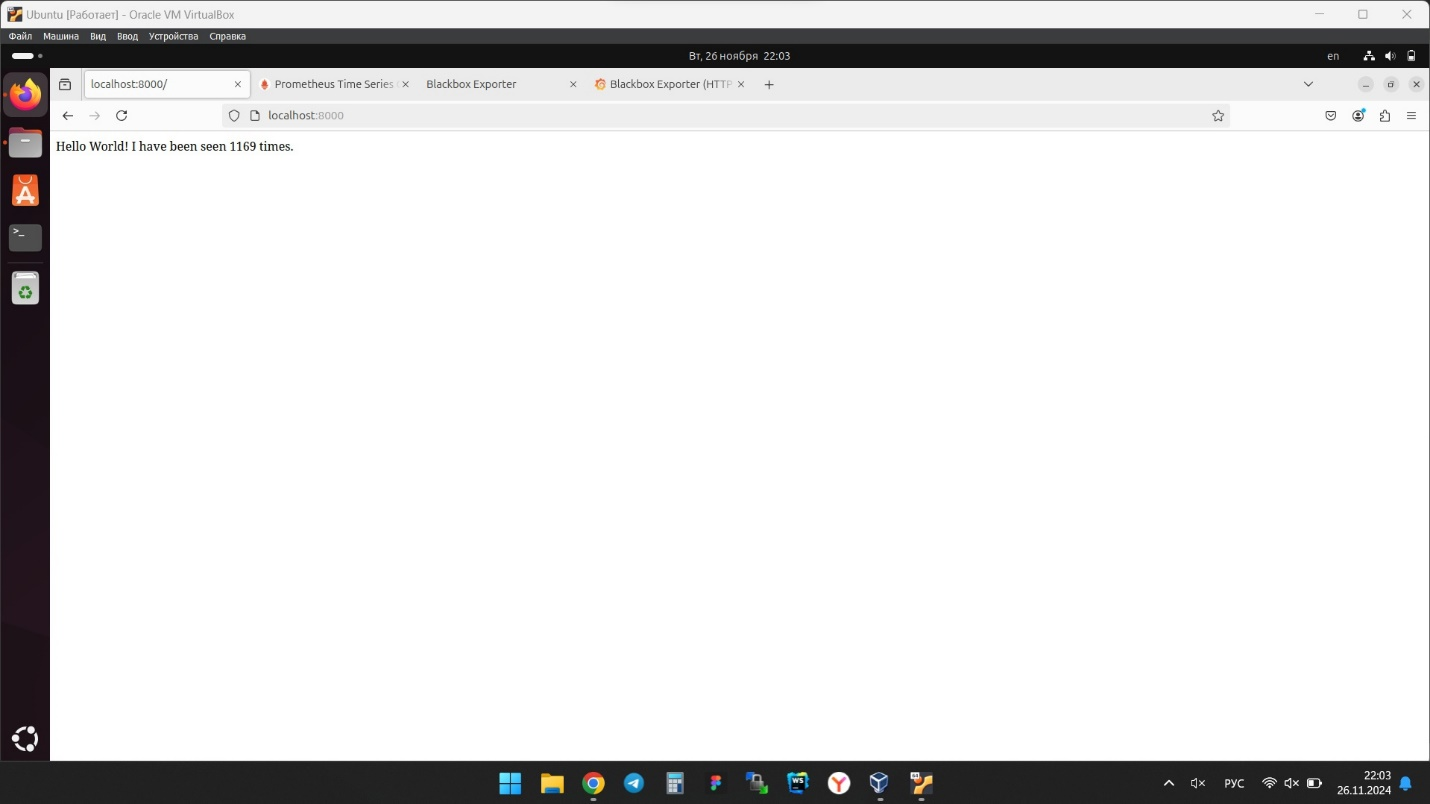 Ubuntu [Работает] - Oracle VM VirtualBox
Файл Машина Вид Ввод Устройства Справка
Вт, 26 ноября 22:03
en
localhost:8000/
Prometheus Time Series
Blackbox Exporter
Blackbox Exporter (HTTP
localhost:8000
Hello World! I have been seen 1169 times.
>_
WS
РУС
22:03
26.11.2024